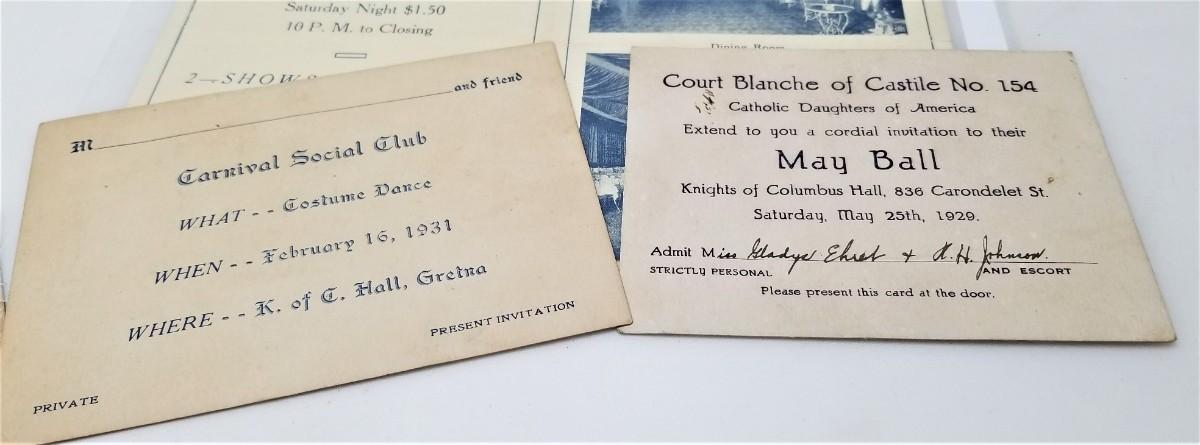 Saturday Night $1.50
10 P. M. to Closing
2—SHOWS
Dining Room
M and friend
Carnival Social Club
WHAT - - Costume Dance
WHEN - - February 16, 1931
WHERE - - K. of C. Hall, Gretna
PRESENT INVITATION
PRIVATE
Court Blanche of Castile No. 154
Catholic Daughters of America
Extend to you a cordial invitation to their
May Ball
Knights of Columbus Hall, 836 Carondelet St.
Saturday, May 25th, 1929.
Admit Miss Gladys Ehret + R. H. Johnson.
STRICTLY PERSONAL AND ESCORT
Please present this card at the door.